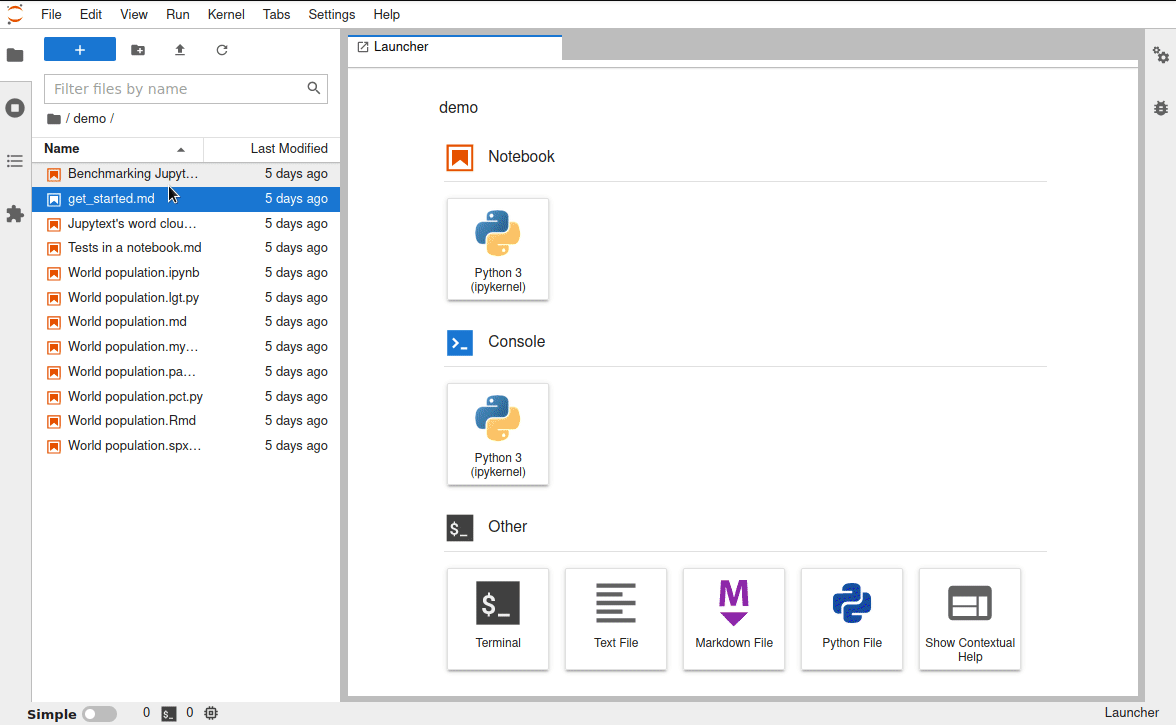 File Edit View Run Kernel Tabs Settings Help
+
Launcher
Filter files by name
/ demo /
Name Last Modified
Benchmarking Jupyt… 5 days ago
get_started.md 5 days ago
Jupytext's word clou… 5 days ago
Tests in a notebook.md 5 days ago
World population.ipynb 5 days ago
World population.lgt.py 5 days ago
World population.md 5 days ago
World population.my… 5 days ago
World population.pa… 5 days ago
World population.pct.py 5 days ago
World population.Rmd 5 days ago
World population.spx… 5 days ago
demo
Notebook
Python 3
(ipykernel)
Console
Python 3
(ipykernel)
$_ Other
$_
Terminal
Text File
M
Markdown File
Python File
Show Contextual
Help
Simple 0 $_ 0 Launcher